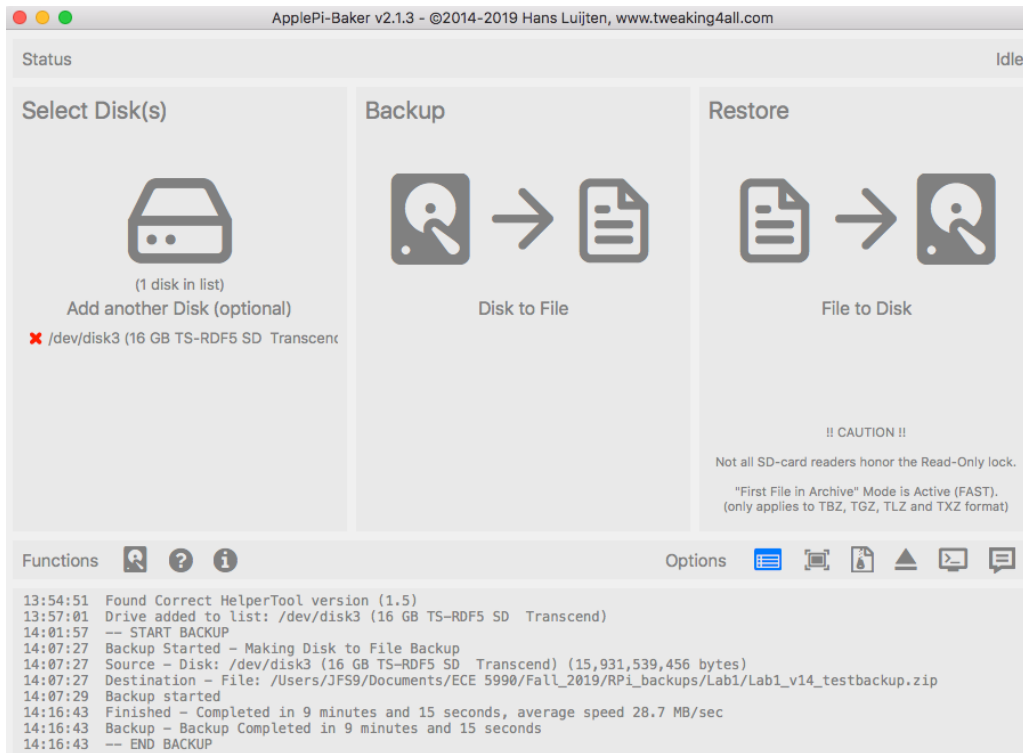 ApplePi-Baker v2.1.3 - ©2014-2019 Hans Luijten, www.tweaking4all.com
Status
Idle
Select Disk(s)
(1 disk in list)
Add another Disk (optional)
/dev/disk3 (16 GB TS-RDF5 SD Transcend
Backup
Disk to File
Restore
File to Disk
!! CAUTION !!
Not all SD-card readers honor the Read-Only lock.
"First File in Archive" Mode is Active (FAST).
(only applies to TBZ, TGZ, TLZ and TXZ format)
Functions
Options
13:54:51 Found Correct HelperTool version (1.5)
13:57:01 Drive added to list: /dev/disk3 (16 GB TS-RDF5 SD Transcend)
14:01:57 -- START BACKUP
14:07:27 Backup Started - Making Disk to File Backup
14:07:27 Source - Disk: /dev/disk3 (16 GB TS-RDF5 SD Transcend) (15,931,539,456 bytes)
14:07:27 Destination - File: /Users/JFS9/Documents/ECE 5990/Fall_2019/RPi_backups/Lab1/Lab1_v14_testbackup.zip
14:07:29 Backup started
14:16:43 Finished - Completed in 9 minutes and 15 seconds, average speed 28.7 MB/sec
14:16:43 Backup - Backup Completed in 9 minutes and 15 seconds
14:16:43 -- END BACKUP